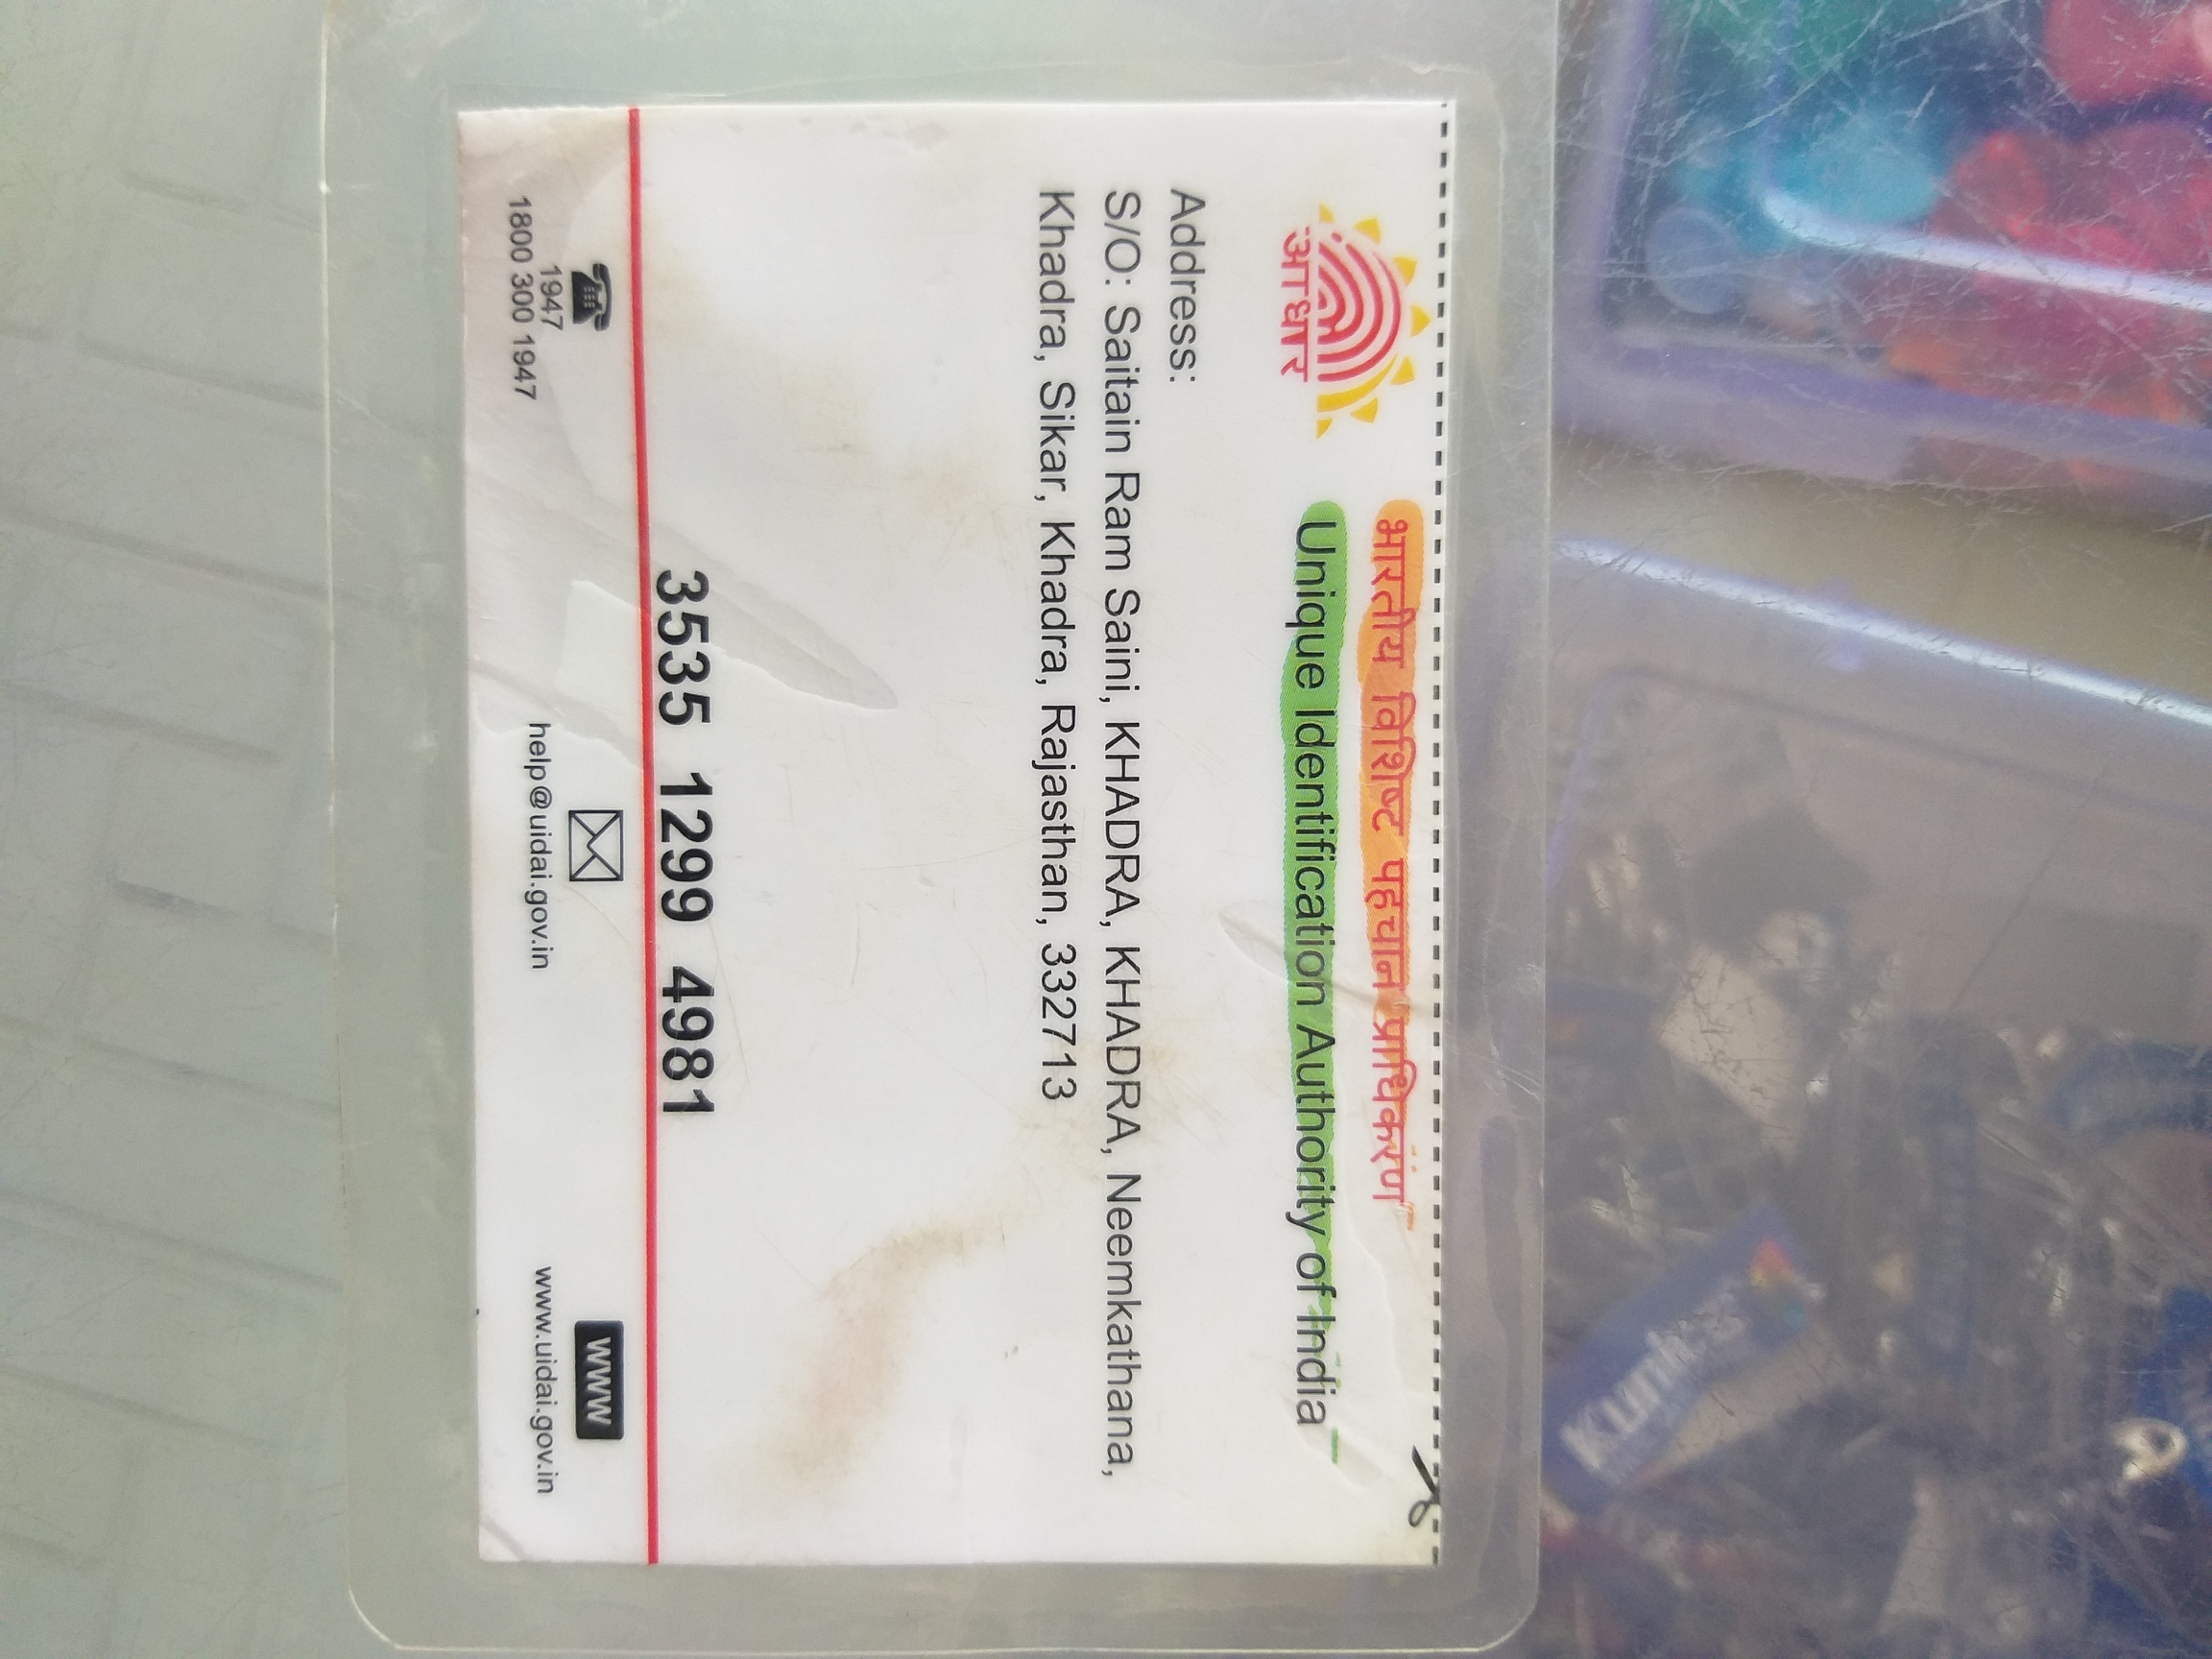 आधार
भारतीय विशिष्ट पहचान प्राधिकरण
Unique Identification Authority of India
Address:
S/O: Saitain Ram Saini, KHADRA, KHADRA, Neemkathana,
Khadra, Sikar, Khadra, Rajasthan, 332713
3535 1299 4981
1947
1800 300 1947
help@uidai.gov.in
www
www.uidai.gov.in